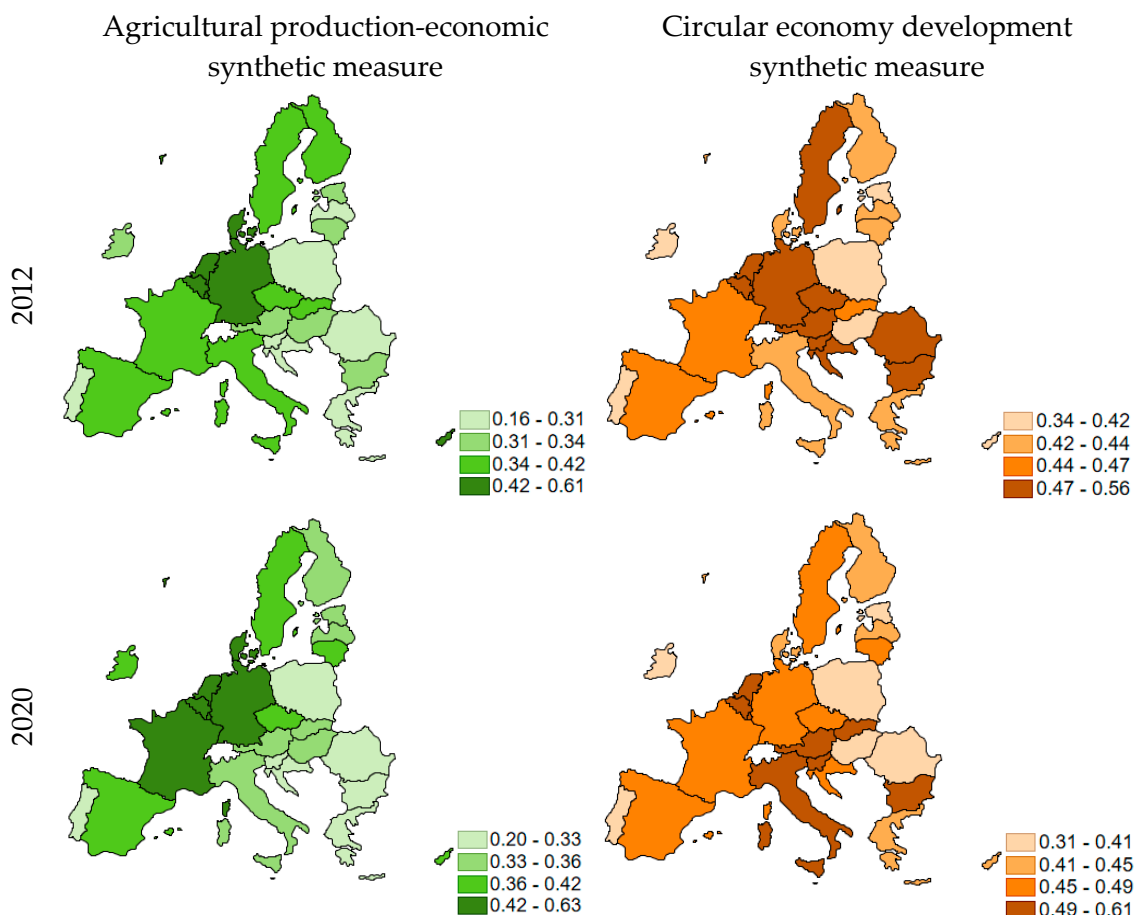 Agricultural production-economic
synthetic measure
Circular economy development
synthetic measure
2012
0.16 - 0.31
0.31 - 0.34
0.34 - 0.42
0.42 - 0.61
0.34 - 0.42
0.42 - 0.44
0.44 - 0.47
0.47 - 0.56
2020
0.20 - 0.33
0.33 - 0.36
0.36 - 0.42
0.42 - 0.63
0.31 - 0.41
0.41 - 0.45
0.45 - 0.49
0.49 - 0.61